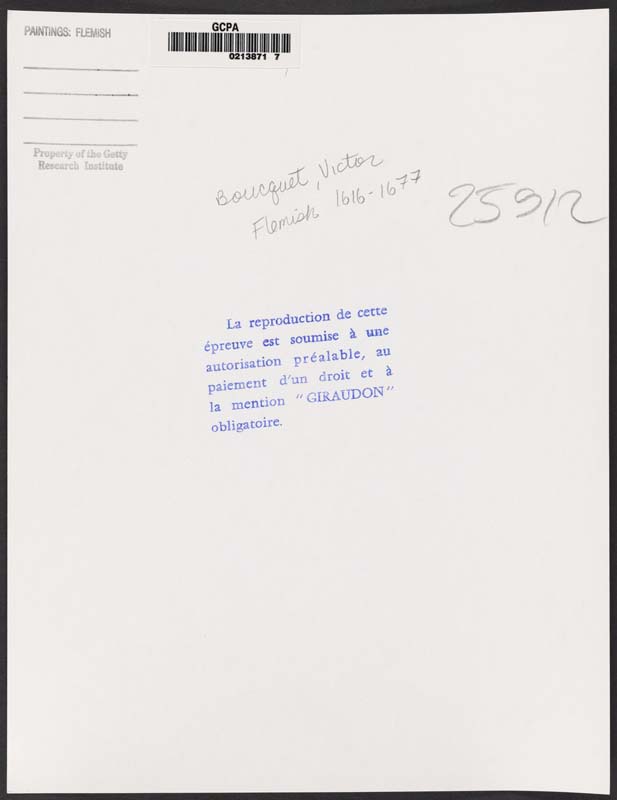 PAINTINGS: FLEMISH
GCPA
0213871 7
Property of the Getty
Research Institute
Boucquet, Victor
Flemish 1616-1677
25912
La reproduction de cette
épreuve est soumise à une
autorisation préalable, au
paiement d'un droit et à
la mention "GIRAUDON"
obligatoire.